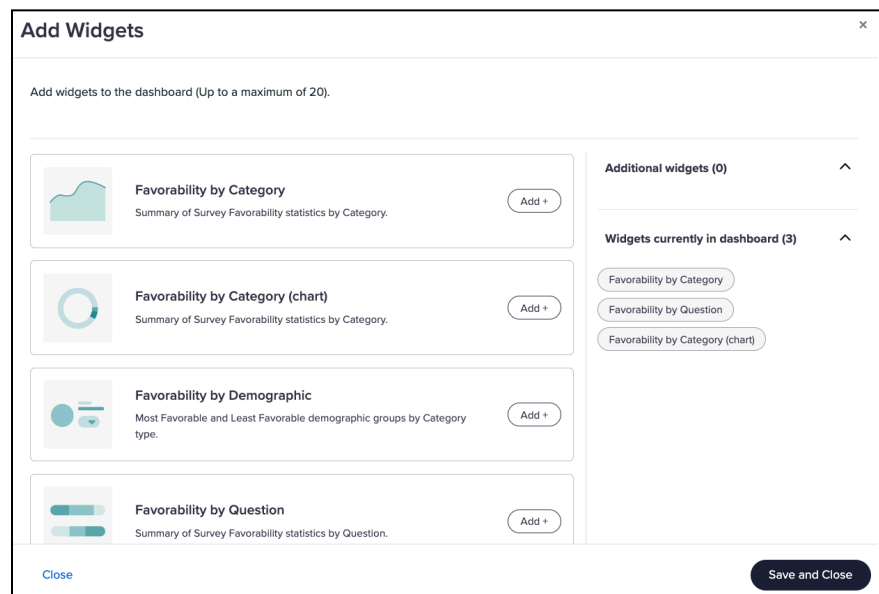 Add Widgets
×
Add widgets to the dashboard (Up to a maximum of 20).
Favorability by Category
Summary of Survey Favorability statistics by Category.
Add +
Favorability by Category (chart)
Summary of Survey Favorability statistics by Category.
Add +
Favorability by Demographic
Most Favorable and Least Favorable demographic groups by Category
type.
Add +
Favorability by Question
Summary of Survey Favorability statistics by Question.
Add +
Additional widgets (0)
Widgets currently in dashboard (3)
Favorability by Category
Favorability by Question
Favorability by Category (chart)
Close
Save and Close